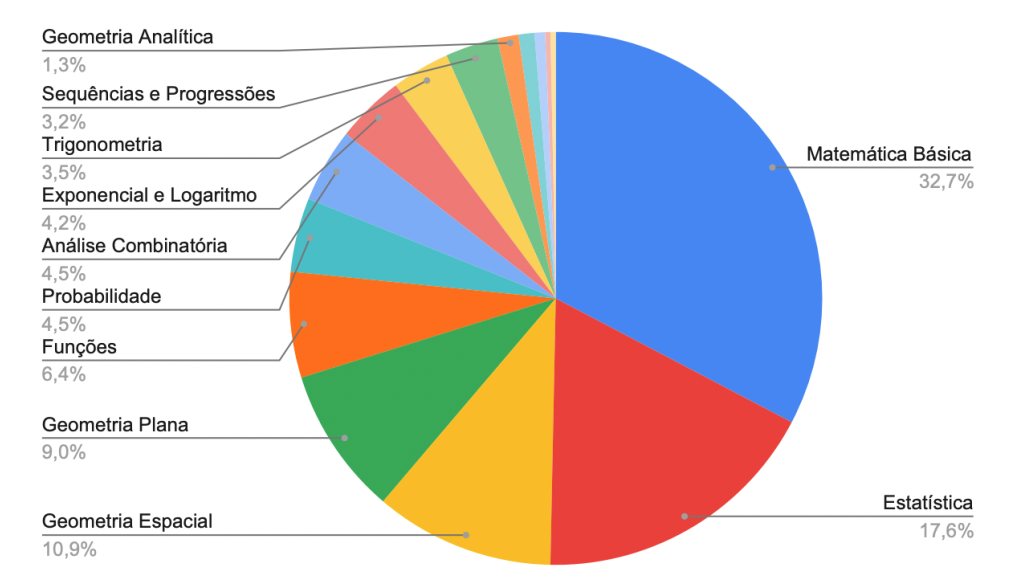 Geometria Analítica
1,3%
Sequências e Progressões
3,2%
Trigonometria
3,5%
Exponencial e Logaritmo
4,2%
Análise Combinatória
4,5%
Probabilidade
4,5%
Funções
6,4%
Geometria Plana
9,0%
Geometria Espacial
10,9%
Matemática Básica
32,7%
Estatística
17,6%